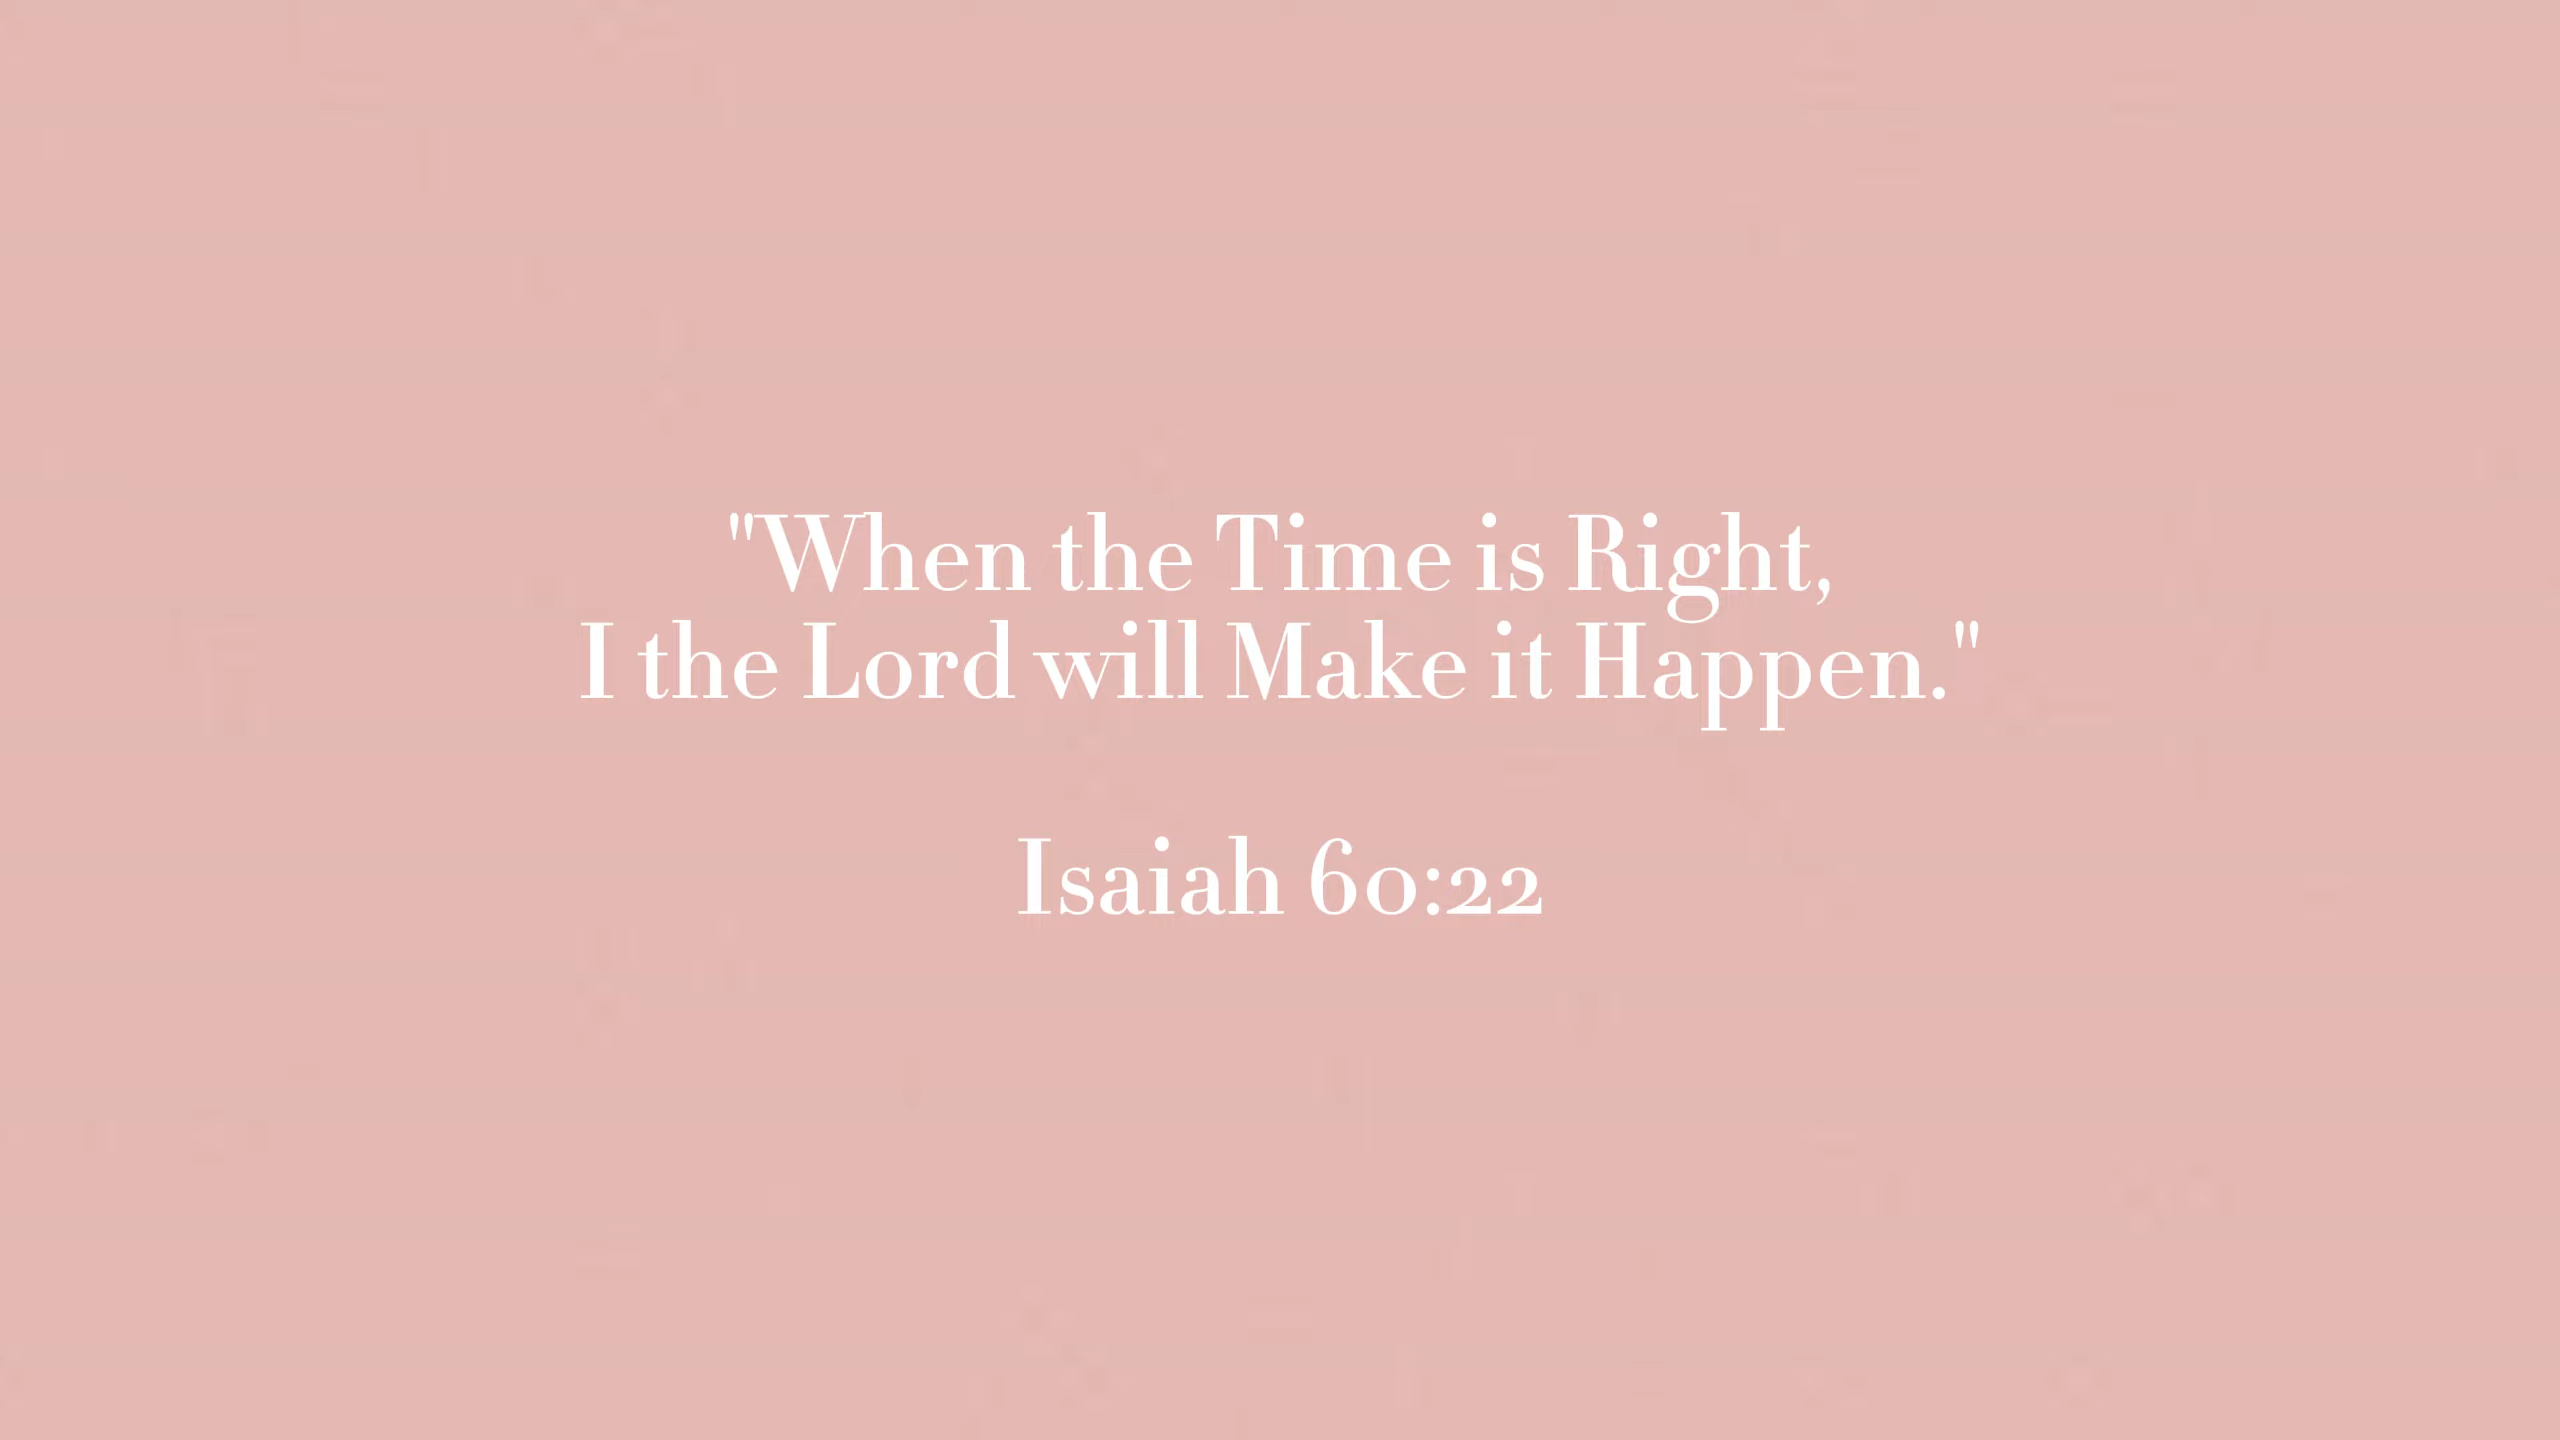 "When the Time is Right,
I the Lord will Make it Happen."
Isaiah 60:22